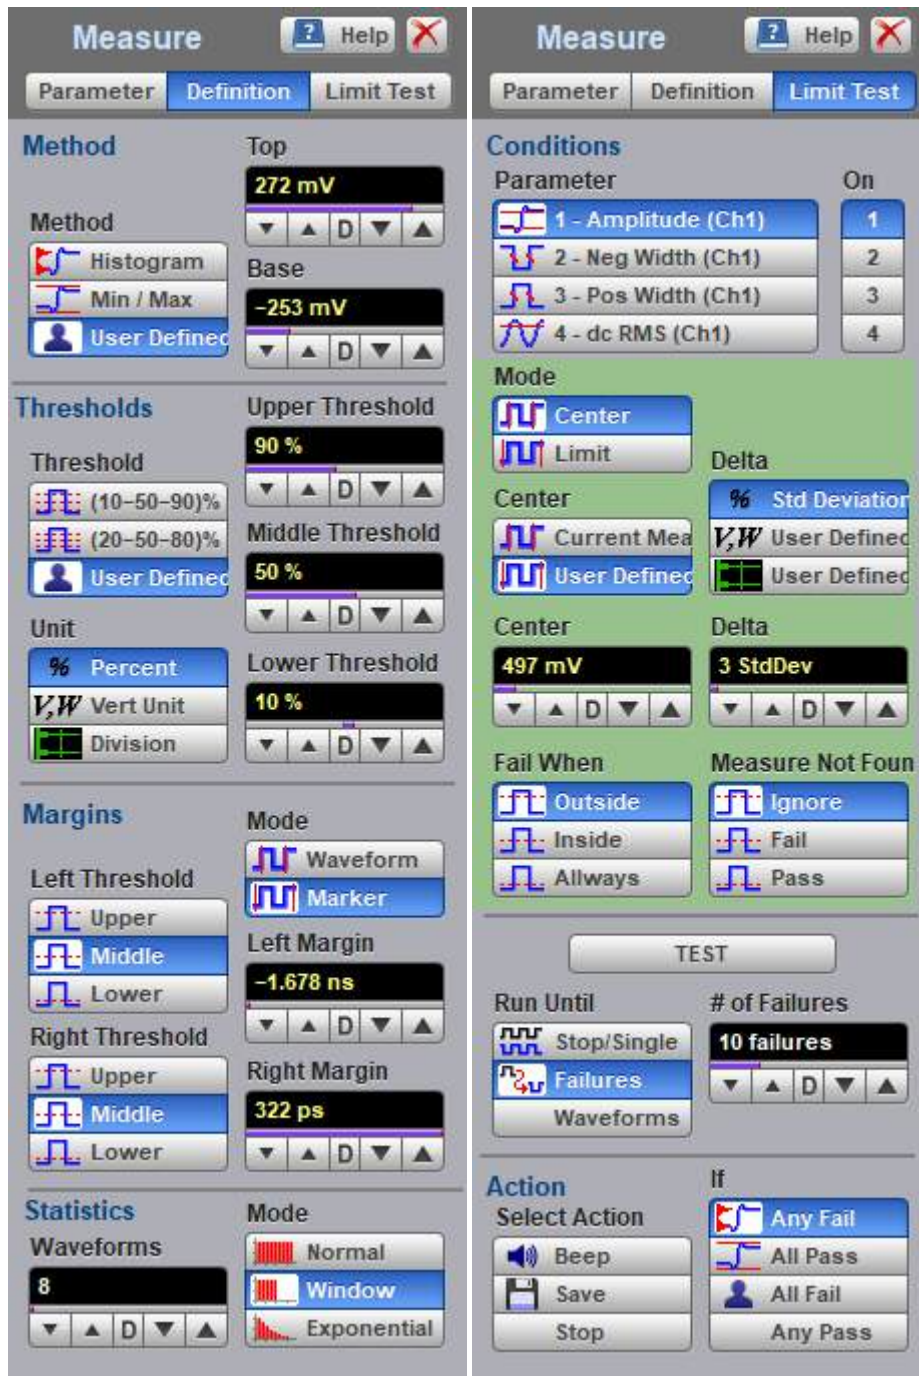 Measure
Help
Parameter Definition Limit Test
Method
Top
272 mV
D
Method
Histogram
Min / Max
User Defined
Base
−253 mV
D
Thresholds
Upper Threshold
90 %
D
Threshold
(10−50−90)%
(20−50−80)%
User Defined
Middle Threshold
50 %
D
Unit
% Percent
V,W Vert Unit
Division
Lower Threshold
10 %
D
Margins
Mode
Waveform
Marker
Left Threshold
Upper
Middle
Lower
Left Margin
−1.678 ns
D
Right Threshold
Upper
Middle
Lower
Right Margin
322 ps
D
Statistics
Waveforms
8
D
Mode
Normal
Window
Exponential
Measure
Help
Parameter Definition Limit Test
Conditions
Parameter On
1 - Amplitude (Ch1) 1
2 - Neg Width (Ch1) 2
3 - Pos Width (Ch1) 3
4 - dc RMS (Ch1) 4
Mode
Center
Limit
Center
Current Mea
User Defined
Delta
% Std Deviation
V,W User Defined
User Defined
Center
497 mV
D
Delta
3 StdDev
D
Fail When
Outside
Inside
Allways
Measure Not Foun
Ignore
Fail
Pass
TEST
Run Until
Stop/Single
Failures
Waveforms
# of Failures
10 failures
D
Action
Select Action
Beep
Save
Stop
If
Any Fail
All Pass
All Fail
Any Pass